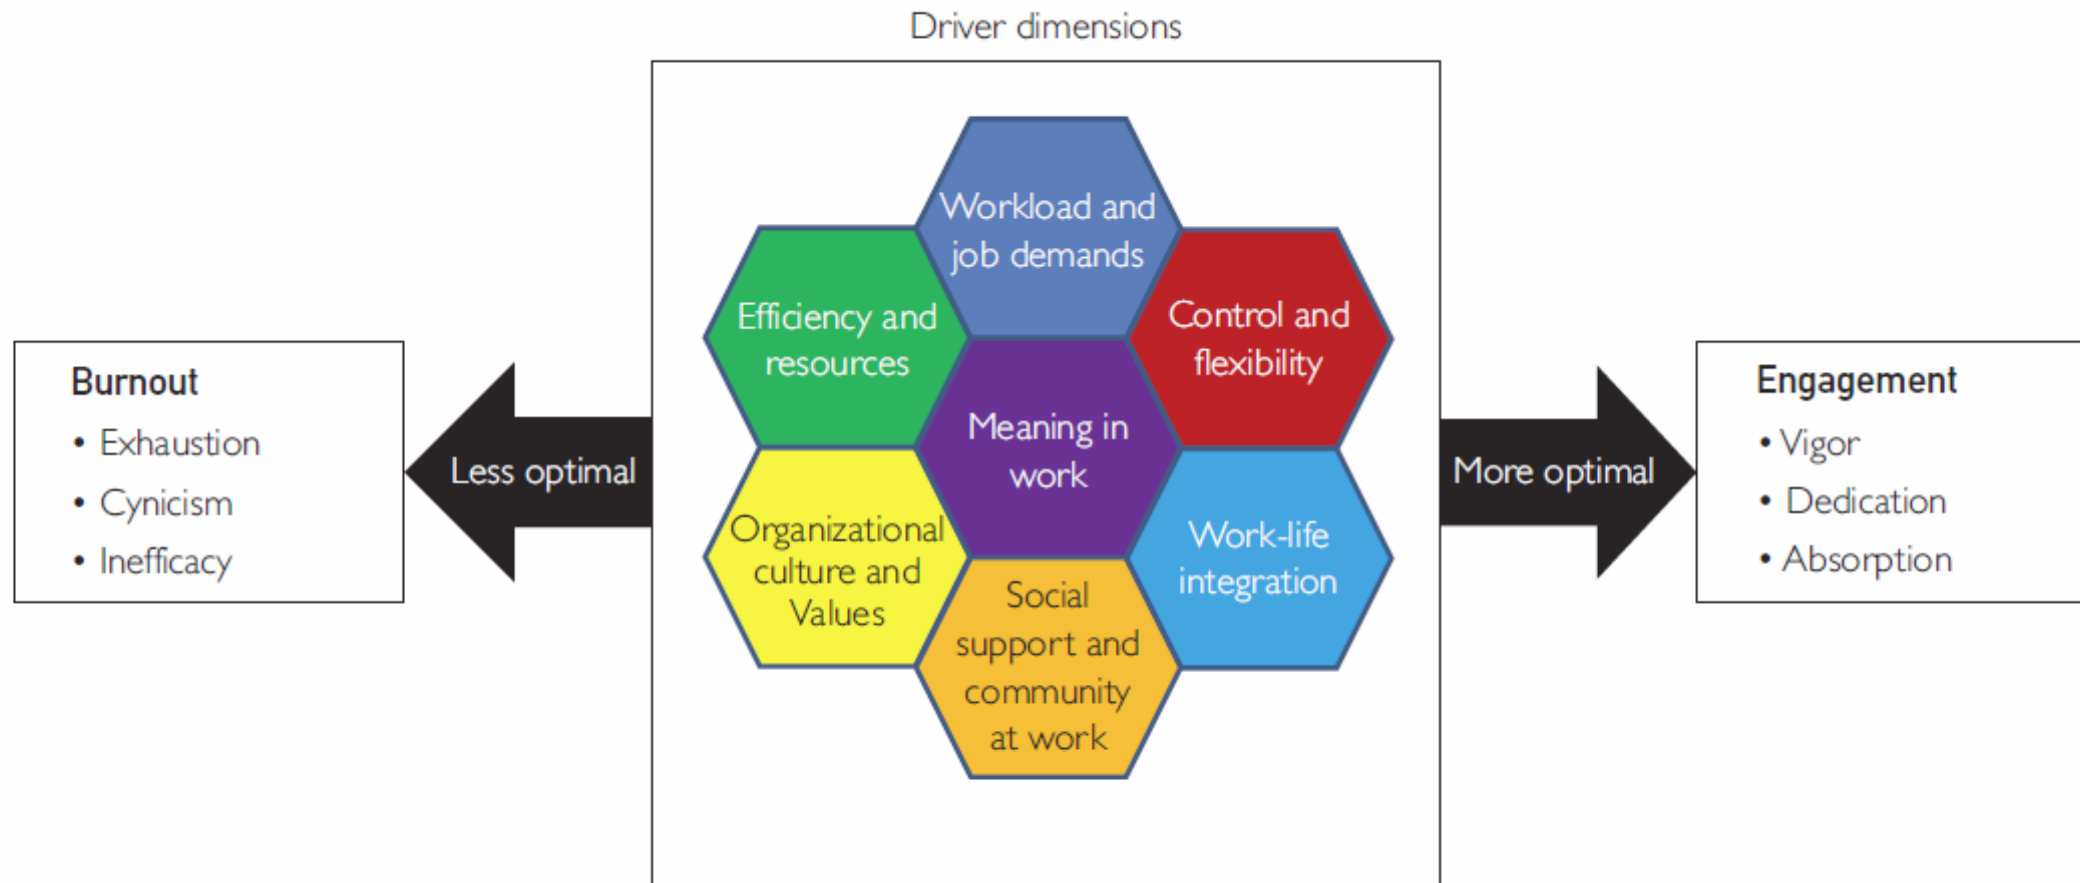 Driver dimensions
Workload and
job demands
Efficiency and
resources
Control and
flexibility
Meaning in
work
Organizational
culture and
Values
Work-life
integration
Social
support and
community
at work
Burnout
• Exhaustion
• Cynicism
• Inefficacy
Less optimal
More optimal
Engagement
• Vigor
• Dedication
• Absorption